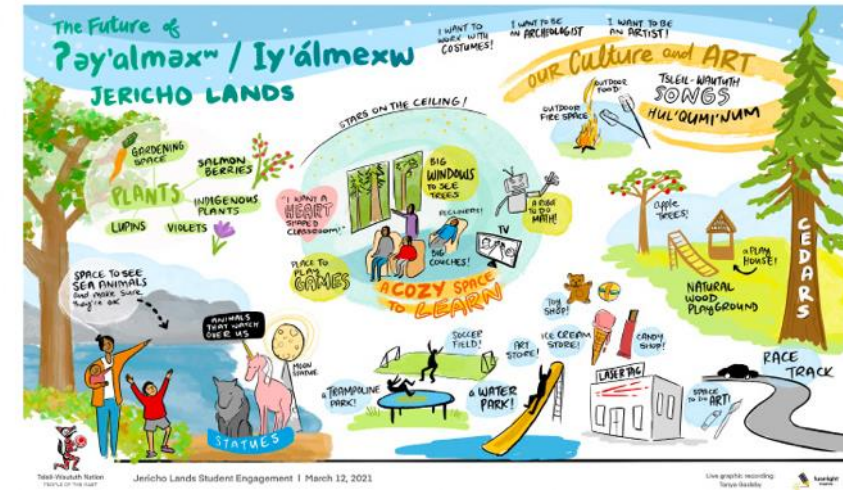 The Future of
ʔəy̓alməxʷ / Iy'álmexw
JERICHO LANDS
I WANT TO
WORK WITH
COSTUMES!
I WANT TO BE
AN ARCHEOLOGIST
I WANT TO BE
AN ARTIST!
OUR CULTURE and ART
OUTDOOR
FOOD!
OUTDOOR
FIRE SPACE
TSLEIL-WAUTUTH
SONGS
HUL'QUMI'NUM
STARS ON THE CEILING!
GARDENING
SPACE
PLANTS
SALMON
BERRIES
INDIGENOUS
PLANTS
LUPINS
VIOLETS
"I WANT A
HEART
SHAPED
CLASSROOM!"
BIG
WINDOWS
TO SEE
TREES
RECLINERS!
A ROBOT
TO DO
MATH!
TV
PLACE TO
PLAY
GAMES
BIG
COUCHES!
A COZY SPACE
TO LEARN
apple
TREES!
a PLAY
HOUSE!
NATURAL
WOOD
PLAYGROUND
CEDARS
SPACE TO SEE
SEA ANIMALS
and make sure
they're ok
ANIMALS
THAT WATCH
OVER US
MOON
STATUE
STATUES
SOCCER
FIELD!
a TRAMPOLINE
PARK!
a WATER
PARK!
ART
STORE!
TOY
SHOP!
ICE CREAM
STORE!
CANDY
SHOP!
LASER TAG
SPACE
TO DO ART!
RACE
TRACK
Tsleil-Waututh Nation
PEOPLE OF THE INLET
Jericho Lands Student Engagement | March 12, 2021
Live graphic recording:
Tanya Gadsby